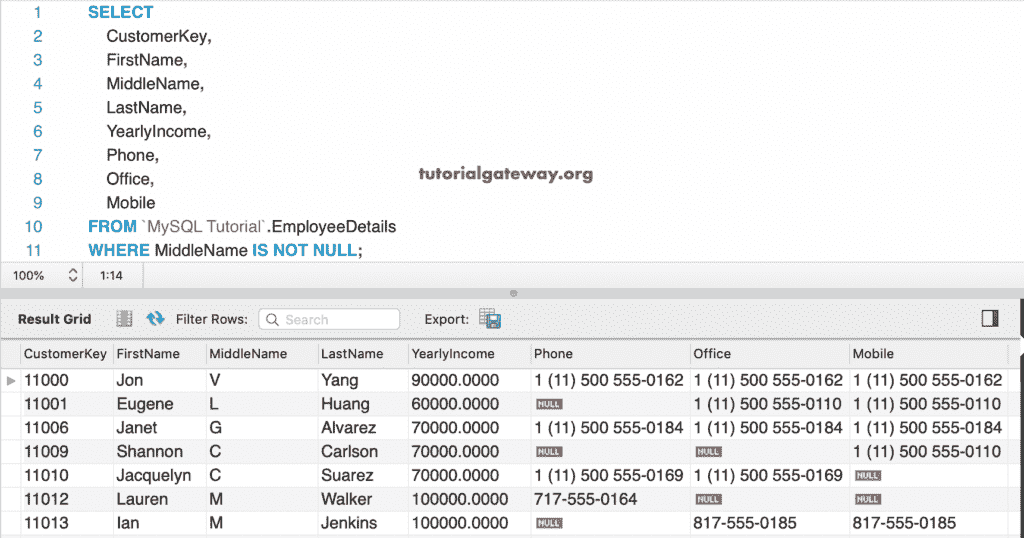 1 SELECT
2 CustomerKey,
3 FirstName,
4 MiddleName,
5 LastName,
6 YearlyIncome,
7 Phone,
8 Office,
9 Mobile
10 FROM `MySQL Tutorial`.EmployeeDetails
11 WHERE MiddleName IS NOT NULL;
tutorialgateway.org
100% 1:14
Result Grid Filter Rows: Search Export:
CustomerKey FirstName MiddleName LastName YearlyIncome Phone Office Mobile
11000 Jon V Yang 90000.0000 1 (11) 500 555-0162 1 (11) 500 555-0162 1 (11) 500 555-0162
11001 Eugene L Huang 60000.0000 NULL 1 (11) 500 555-0110 1 (11) 500 555-0110
11006 Janet G Alvarez 70000.0000 1 (11) 500 555-0184 1 (11) 500 555-0184 1 (11) 500 555-0184
11009 Shannon C Carlson 70000.0000 NULL NULL 1 (11) 500 555-0110
11010 Jacquelyn C Suarez 70000.0000 1 (11) 500 555-0169 1 (11) 500 555-0169 NULL
11012 Lauren M Walker 100000.0000 717-555-0164 NULL NULL
11013 Ian M Jenkins 100000.0000 NULL 817-555-0185 817-555-0185